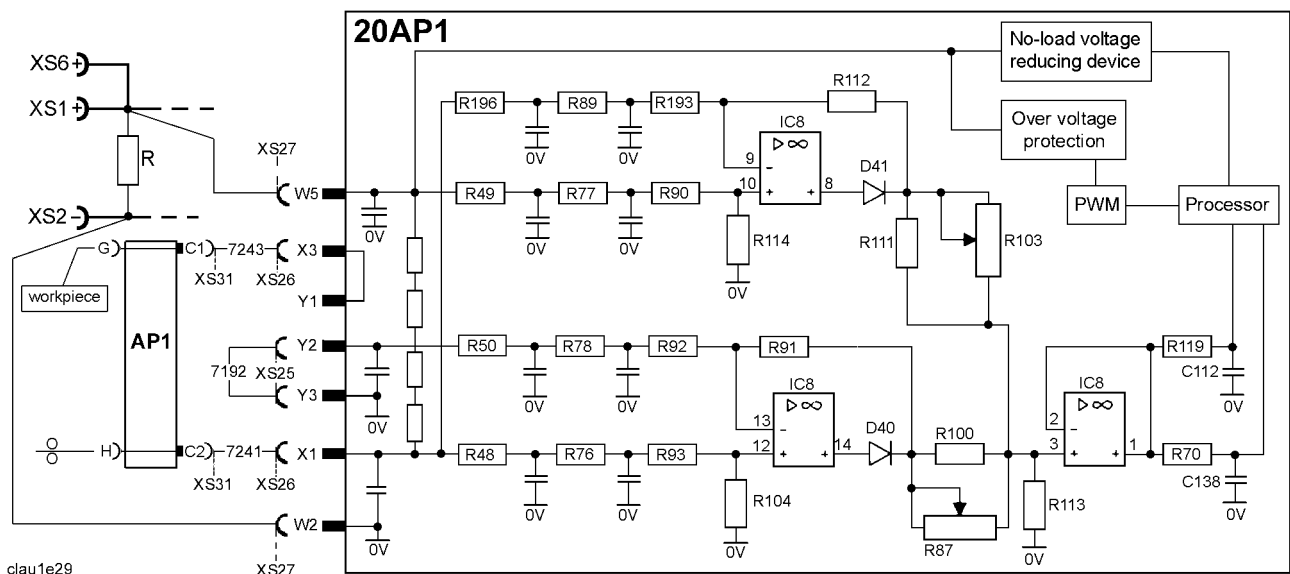 20AP1
XS6 +
No-load voltage
reducing device
XS1 +
R112
R196 R89 R193
IC8
Over voltage
protection
0V 0V
▷∞
XS27
9 -
D41
R
10 + + 8
W5
R49 R77 R90
PWM Processor
XS2 -
0V
0V 0V
R114
R111 R103
G C1 7243 X3
0V
XS31 XS26
workpiece
Y1
AP1
Y2
R50 R78 R92 R91
R119
7192 XS25
C112
IC8 IC8
Y3
0V 0V 0V
▷∞ ▷∞
0V
13 -
2 -
D40
R100
12 + + 14
3 + + 1
H C2 7241 X1
R48 R76 R93
R70
XS31 XS26
C138
R104
R113
0V 0V
0V
W2
0V
0V
R87
0V
clau1e29
XS27